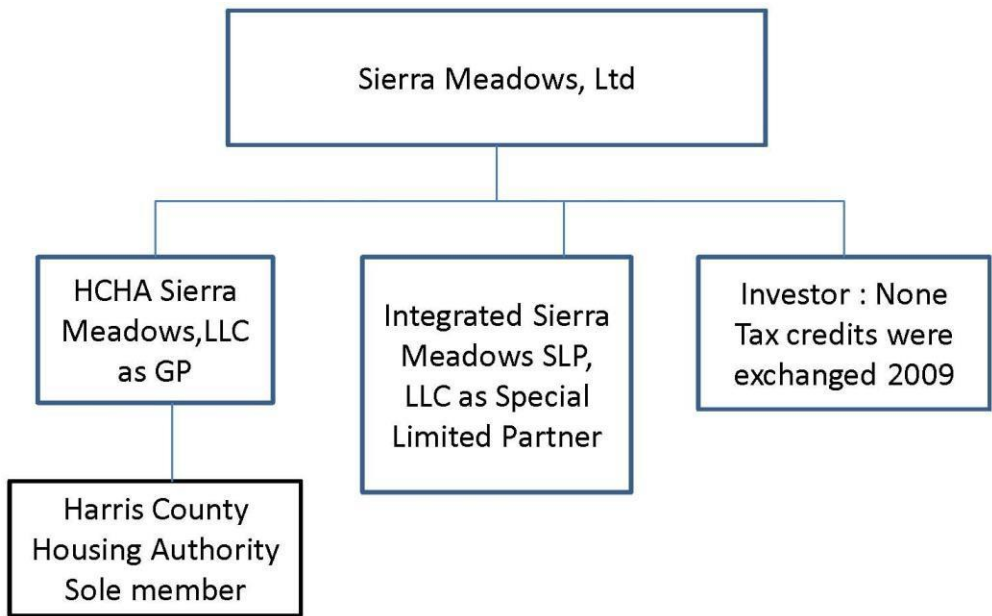 Sierra Meadows, Ltd
HCHA Sierra
Meadows,LLC
as GP
Integrated Sierra
Meadows SLP,
LLC as Special
Limited Partner
Investor : None
Tax credits were
exchanged 2009
Harris County
Housing Authority
Sole member